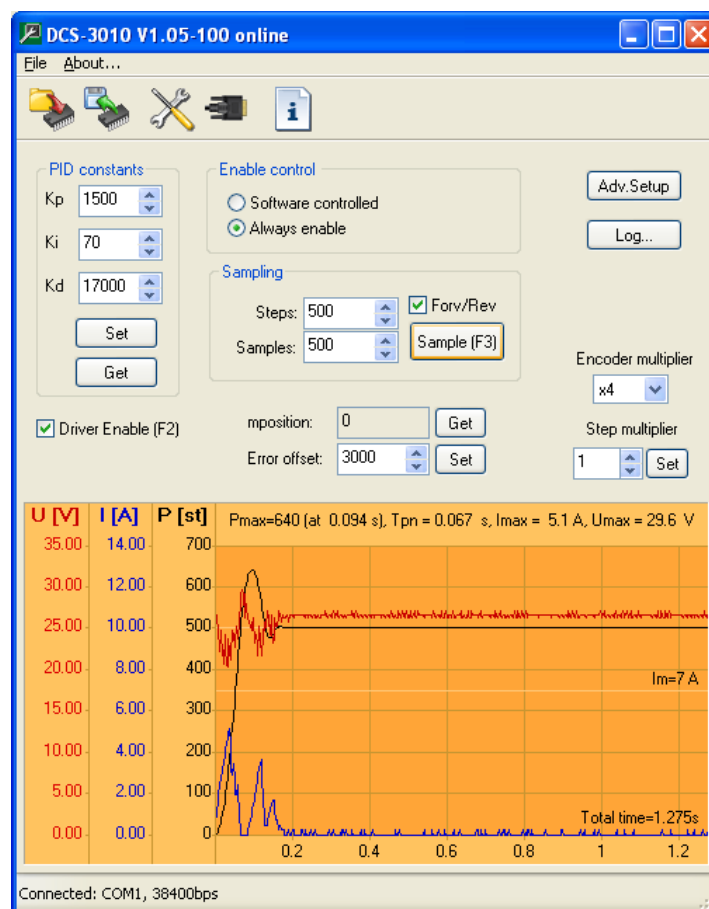 DCS-3010 V1.05-100 online
File About...
PID constants
Kp 1500
Ki 70
Kd 17000
Set
Get
Enable control
Software controlled
Always enable
Adv.Setup
Log...
Sampling
Steps: 500
Forv/Rev
Samples: 500
Sample (F3)
Encoder multiplier
x4
Driver Enable (F2)
mposition: 0 Get
Error offset: 3000 Set
Step multiplier
1 Set
U [V] I [A] P [st]
Pmax=640 (at 0.094 s), Tpn = 0.067 s, Imax = 5.1 A, Umax = 29.6 V
35.00 14.00 700
30.00 12.00 600
25.00 10.00 500
20.00 8.00 400
Im=7 A
15.00 6.00 300
10.00 4.00 200
5.00 2.00 100
Total time=1.275s
0.00 0.00 0
0.2 0.4 0.6 0.8 1 1.2
Connected: COM1, 38400bps